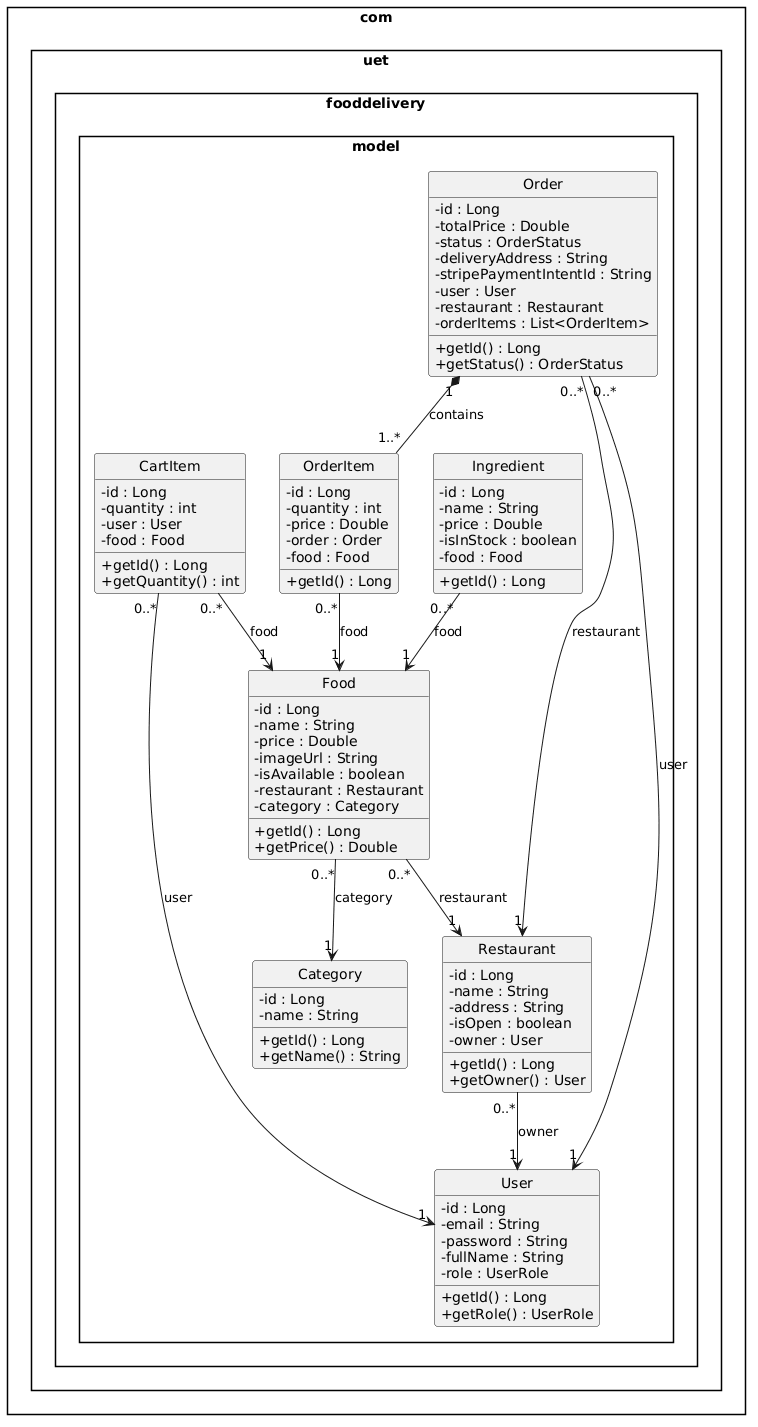 com
uet
fooddelivery
model
Order
-id : Long
-totalPrice : Double
-status : OrderStatus
-deliveryAddress : String
-stripePaymentIntentId : String
-user : User
-restaurant : Restaurant
-orderItems : List<OrderItem>
+getId() : Long
+getStatus() : OrderStatus
1
0..*
0..*
contains
1..*
CartItem
-id : Long
-quantity : int
-user : User
-food : Food
+getId() : Long
+getQuantity() : int
OrderItem
-id : Long
-quantity : int
-price : Double
-order : Order
-food : Food
+getId() : Long
Ingredient
-id : Long
-name : String
-price : Double
-isInStock : boolean
-food : Food
+getId() : Long
0..*
0..*
0..*
0..*
food
food
food
restaurant
1
1
1
Food
-id : Long
-name : String
-price : Double
-imageUrl : String
-isAvailable : boolean
-restaurant : Restaurant
-category : Category
+getId() : Long
+getPrice() : Double
user
0..*
0..*
user
category
restaurant
1
1
1
Category
-id : Long
-name : String
+getId() : Long
+getName() : String
Restaurant
-id : Long
-name : String
-address : String
-isOpen : boolean
-owner : User
+getId() : Long
+getOwner() : User
0..*
owner
1
1
1
User
-id : Long
-email : String
-password : String
-fullName : String
-role : UserRole
+getId() : Long
+getRole() : UserRole